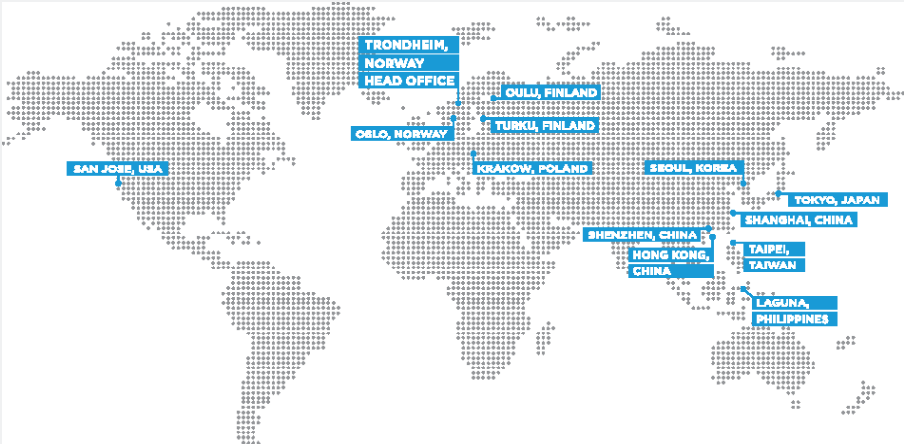 TRONDHEIM,
NORWAY
HEAD OFFICE
OULU, FINLAND
TURKU, FINLAND
OSLO, NORWAY
KRAKOW, POLAND
SAN JOSE, USA
SEOUL, KOREA
TOKYO, JAPAN
SHANGHAI, CHINA
SHENZHEN, CHINA
HONG KONG,
CHINA
TAIPEI,
TAIWAN
LAGUNA,
PHILIPPINES